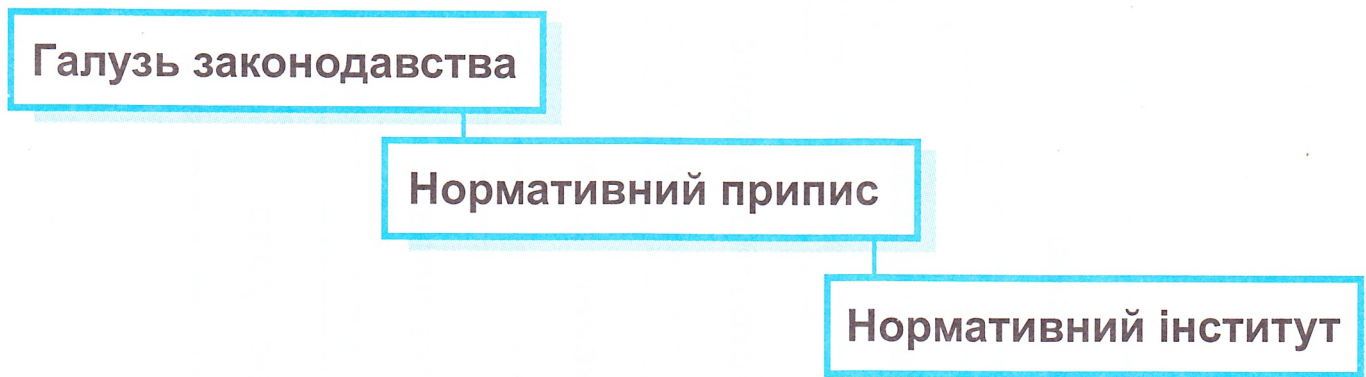 Галузь законодавства
Нормативний припис
Нормативний інститут